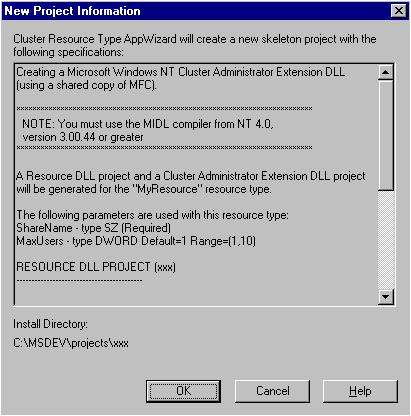 New Project Information
Cluster Resource Type AppWizard will create a new skeleton project with the
following specifications:
Creating a Microsoft Windows NT Cluster Administrator Extension DLL
(using a shared copy of MFC).
NOTE: You must use the MIDL compiler from NT 4.0,
version 3.00.44 or greater
A Resource DLL project and a Cluster Administrator Extension DLL project
will be generated for the "MyResource" resource type.
The following parameters are used with this resource type:
ShareName - type SZ (Required)
MaxUsers - type DWORD Default=1 Range=(1,10)
RESOURCE DLL PROJECT (xxx)
----------------------------------------
Install Directory:
C:\MSDEV\projects\xxx
OK
Cancel
Help